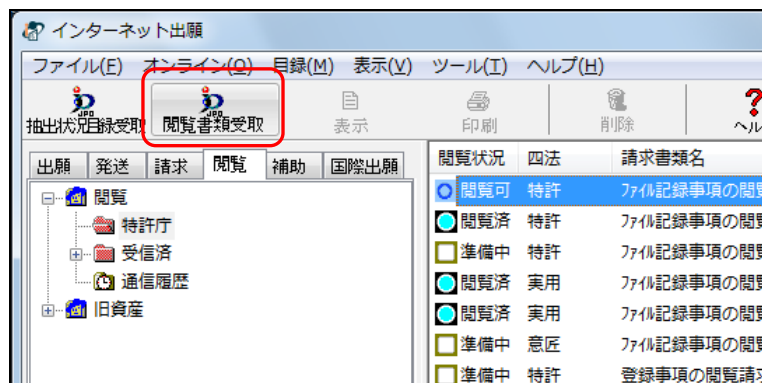 インターネット出願
ファイル(F) オンライン(O) 目録(M) 表示(V) ツール(T) ヘルプ(H)
抽出状況目録受取 閲覧書類受取 表示 印刷 削除 ヘル
出願 発送 請求 閲覧 補助 国際出願
閲覧
特許庁
受信済
通信履歴
旧資産
閲覧状況 四法 請求書類名
閲覧可 特許 ファイル記録事項の閲覧
閲覧済 特許 ファイル記録事項の閲覧
準備中 特許 ファイル記録事項の閲覧
閲覧済 実用 ファイル記録事項の閲覧
閲覧済 実用 ファイル記録事項の閲覧
準備中 意匠 ファイル記録事項の閲覧
準備中 特許 登録事項の閲覧請求